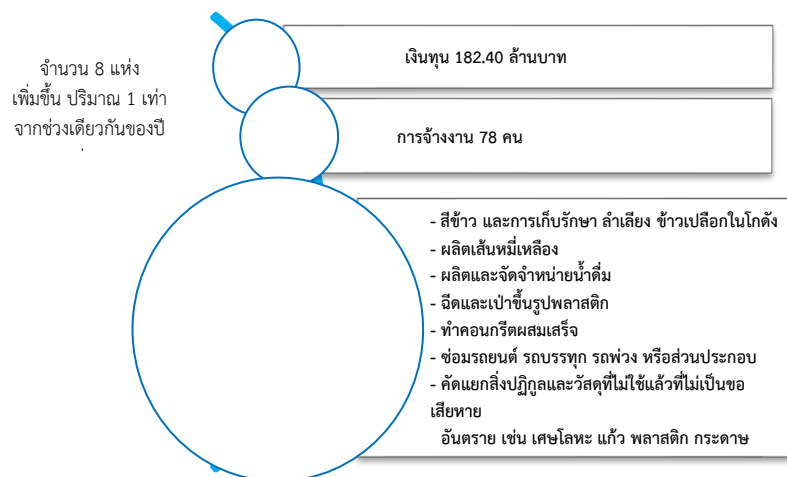 จำนวน 8 แห่ง
เพิ่มขึ้น ปริมาณ 1 เท่า
จากช่วงเดียวกันของปี
เงินทุน 182.40 ล้านบาท
การจ้างงาน 78 คน
- สีข้าว และการเก็บรักษา ลำเลียง ข้าวเปลือกในโกดัง
- ผลิตเส้นหมี่เหลือง
- ผลิตและจัดจำหน่ายน้ำดื่ม
- ฉีดและเป่าขึ้นรูปพลาสติก
- ทำคอนกรีตผสมเสร็จ
- ซ่อมรถยนต์ รถบรรทุก รถพ่วง หรือส่วนประกอบ
- คัดแยกสิ่งปฏิกูลและวัสดุที่ไม่ใช้แล้วที่ไม่เป็นขอ
เสียหาย
อันตราย เช่น เศษโลหะ แก้ว พลาสติก กระดาษ